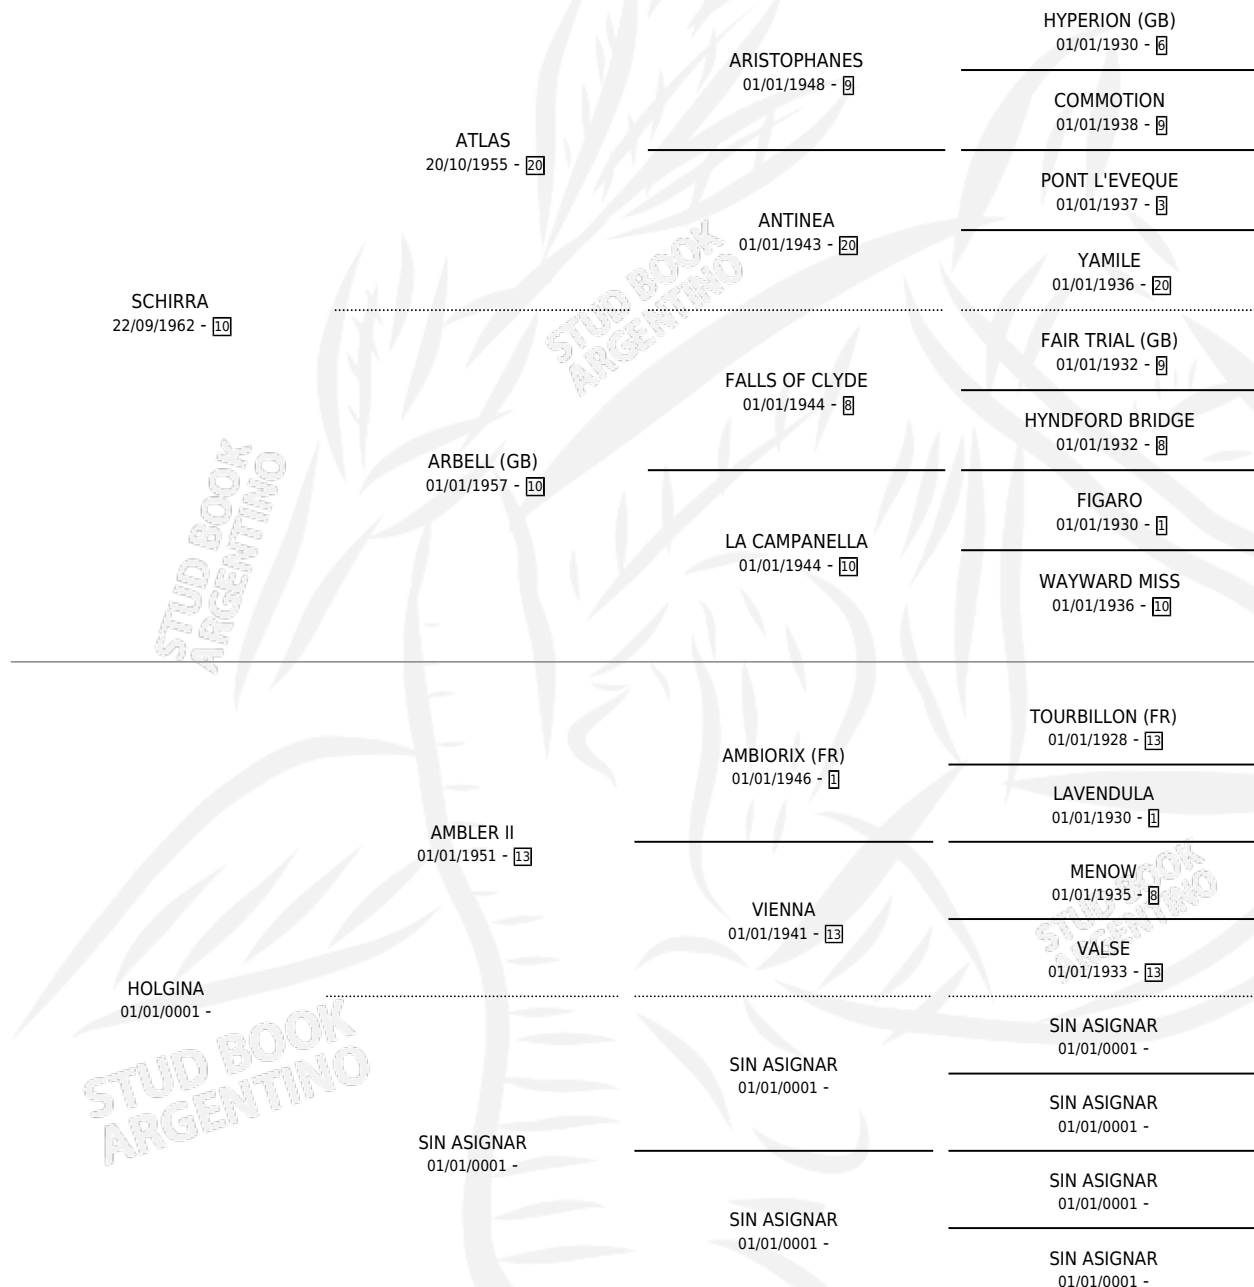 HYPERION (GB)
01/01/1930 - 6
ARISTOPHANES
01/01/1948 - 9
COMMOTION
01/01/1938 - 9
ATLAS
20/10/1955 - 20
PONT L'EVEQUE
01/01/1937 - 3
ANTINEA
01/01/1943 - 20
YAMILE
01/01/1936 - 20
SCHIRRA
22/09/1962 - 10
STUD BOOK
ARGENTINO
FAIR TRIAL (GB)
01/01/1932 - 9
FALLS OF CLYDE
01/01/1944 - 8
HYNDFORD BRIDGE
01/01/1932 - 8
ARBELL (GB)
01/01/1957 - 10
FIGARO
01/01/1930 - 1
LA CAMPANELLA
01/01/1944 - 10
WAYWARD MISS
01/01/1936 - 10
STUD BOOK
ARGENTINO
TOURBILLON (FR)
01/01/1928 - 13
AMBIORIX (FR)
01/01/1946 - 1
LAVENDULA
01/01/1930 - 1
AMBLER II
01/01/1951 - 13
MENOW
01/01/1935 - 8
VIENNA
01/01/1941 - 13
VALSE
01/01/1933 - 13
STUD BOOK
ARGENTINO
HOLGINA
01/01/0001 -
STUD BOOK
ARGENTINO
SIN ASIGNAR
01/01/0001 -
SIN ASIGNAR
01/01/0001 -
SIN ASIGNAR
01/01/0001 -
SIN ASIGNAR
01/01/0001 -
SIN ASIGNAR
01/01/0001 -
SIN ASIGNAR
01/01/0001 -
SIN ASIGNAR
01/01/0001 -